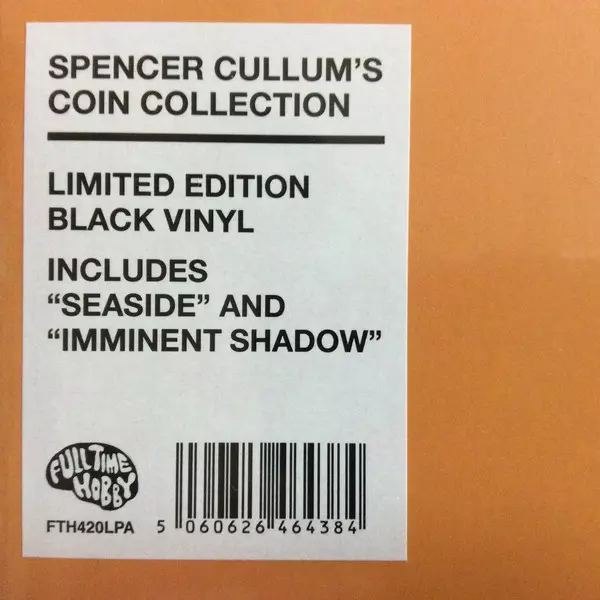 SPENCER CULLUM’S
COIN COLLECTION
LIMITED EDITION
BLACK VINYL
INCLUDES
“SEASIDE” AND
“IMMINENT SHADOW”
FULL TIME
HOBBY
FTH420LPA
5 060626 464384